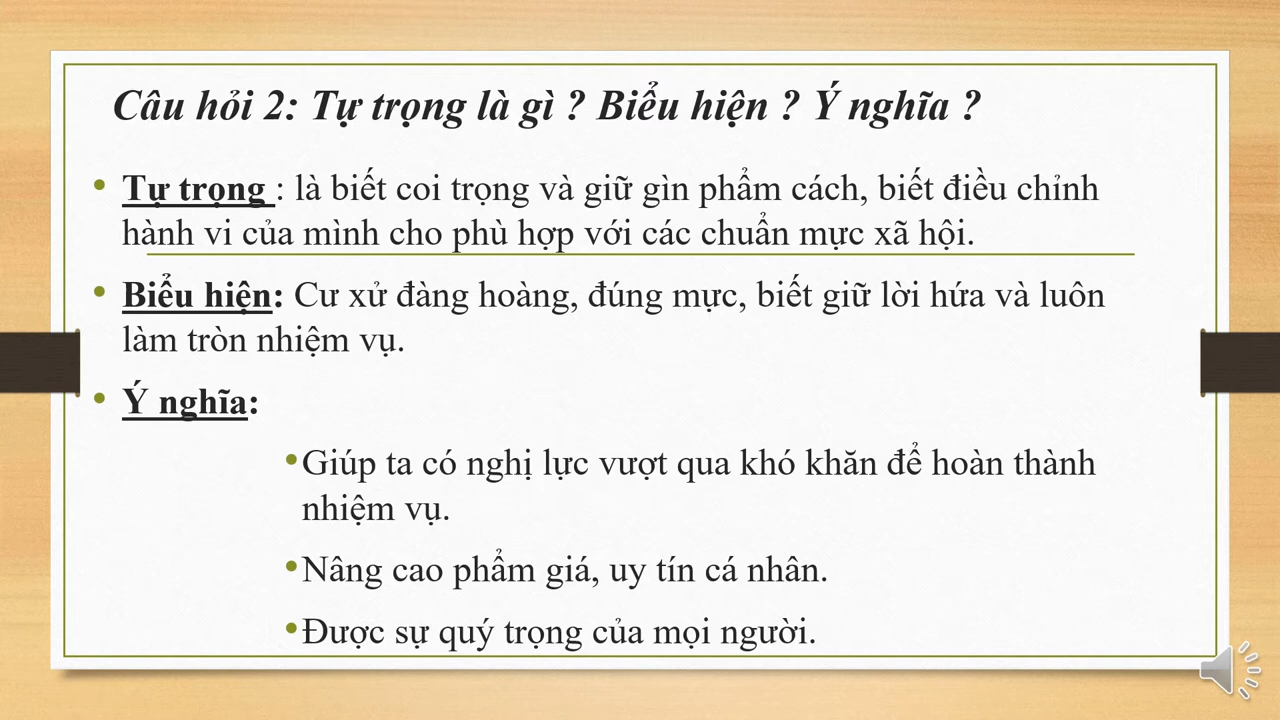 Câu hỏi 2: Tự trọng là gì ? Biểu hiện ? Ý nghĩa ?
• Tự trọng : là biết coi trọng và giữ gìn phẩm cách, biết điều chỉnh
hành vi của mình cho phù hợp với các chuẩn mực xã hội.
• Biểu hiện: Cư xử đàng hoàng, đúng mực, biết giữ lời hứa và luôn
làm tròn nhiệm vụ.
• Ý nghĩa:
•Giúp ta có nghị lực vượt qua khó khăn để hoàn thành
nhiệm vụ.
•Nâng cao phẩm giá, uy tín cá nhân.
•Được sự quý trọng của mọi người.